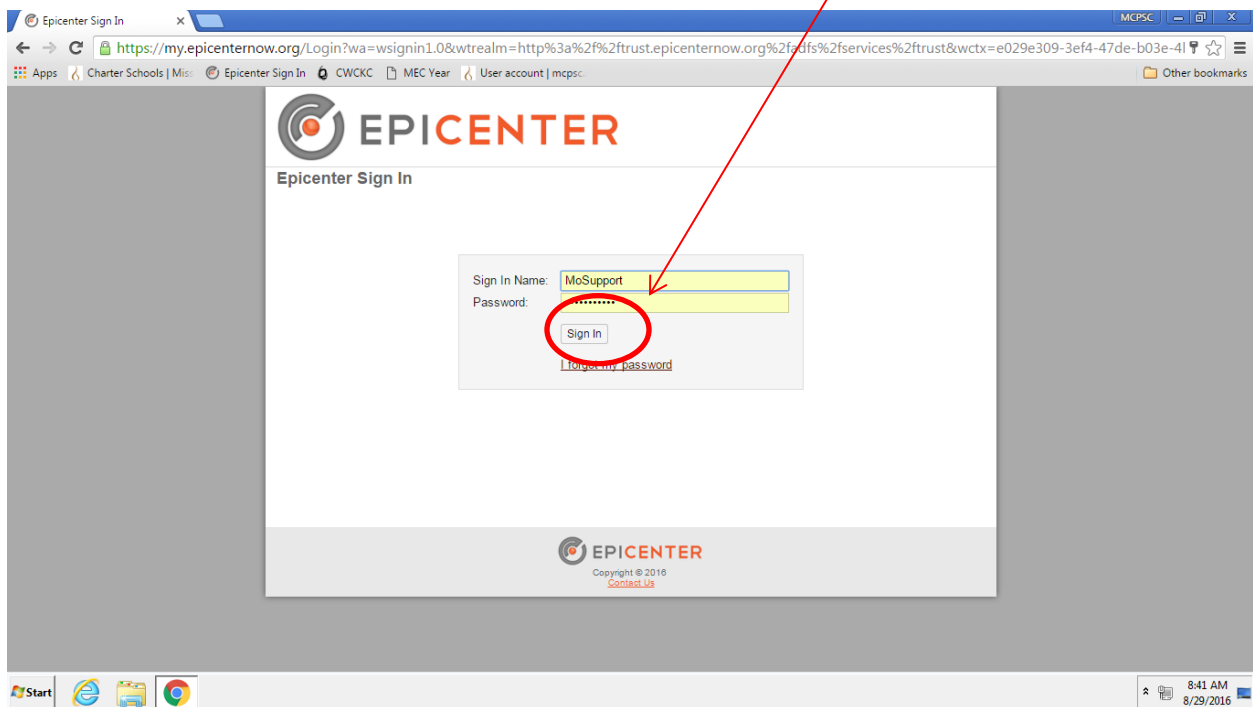 Epicenter Sign In
MCPSC
https://my.epicenternow.org/Login?wa=wsignin1.0&wtrealm=http%3a%2f%2ftrust.epicenternow.org%2fadfs%2fservices%2ftrust&wctx=e029e309-3ef4-47de-b03e-4
Apps Charter Schools | Miss Epicenter Sign In CWCKC MEC Year User account | mcpsc. Other bookmarks
EPICENTER
Epicenter Sign In
Sign In Name: MoSupport
Password: ••••••••••
Sign In
I forgot my password
EPICENTER
Copyright © 2016
Contact Us
Start
8:41 AM
8/29/2016